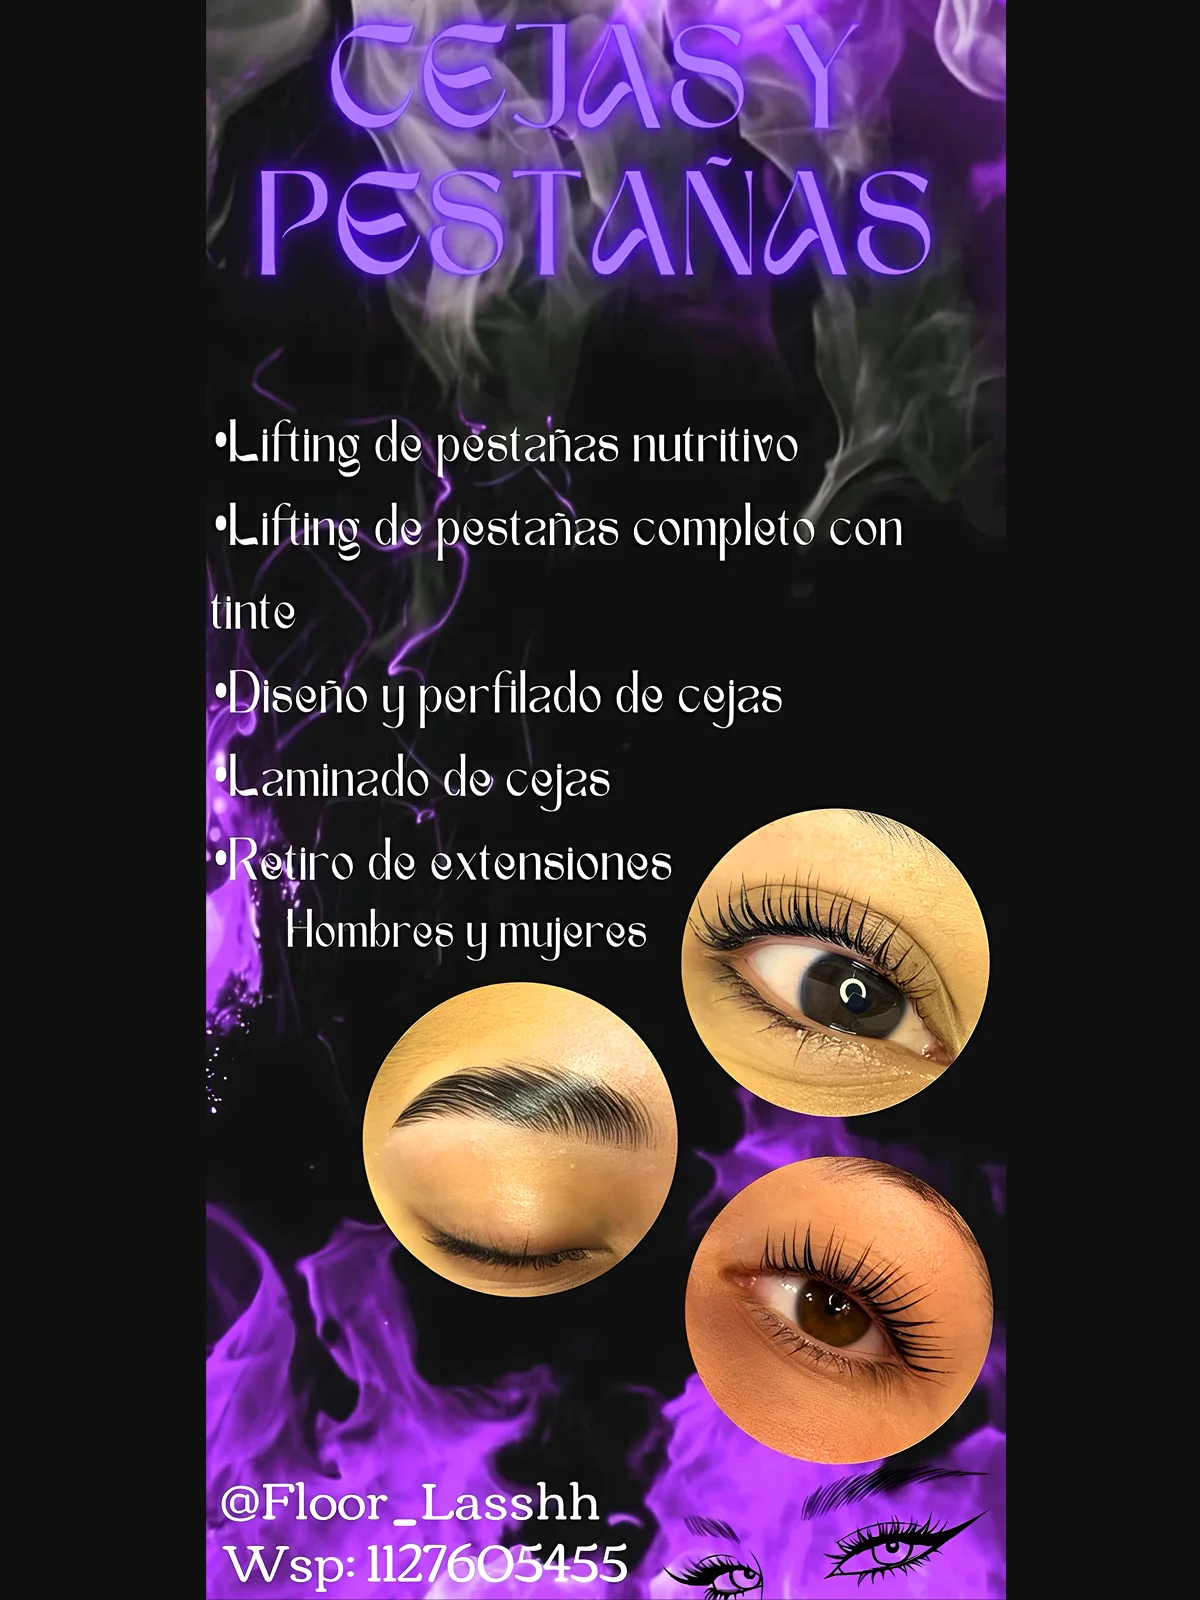 CEJAS Y
PESTAÑAS
•Lifting de pestañas nutritivo
•Lifting de pestañas completo con
tinte
•Diseño y perfilado de cejas
•Laminado de cejas
•Retiro de extensiones
Hombres y mujeres
@Floor_Lasshh
Wsp: 1127605455